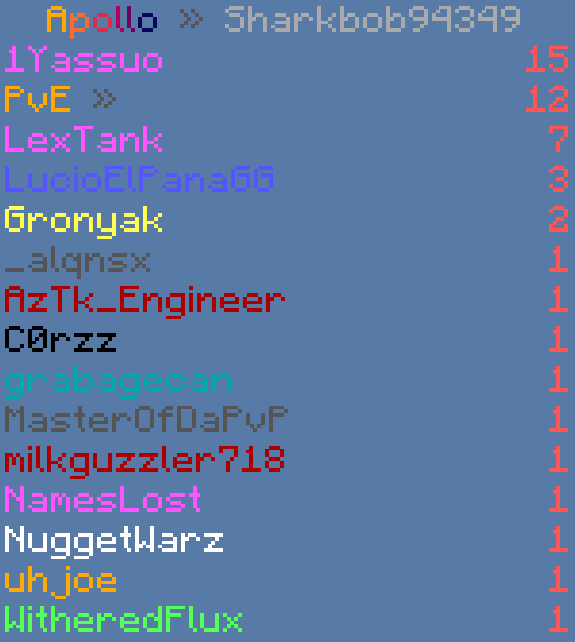 Apollo » Sharkbob94349
1Yassuo 15
PvE » 12
LexTank 7
LucioElPanaGG 3
Gronyak 2
_alqnsx 1
AzTk_Engineer 1
C0rzz 1
grabagecan 1
MasterOfDaPvP 1
milkguzzler718 1
NamesLost 1
NuggetWarz 1
uh_joe 1
WitheredFlux 1